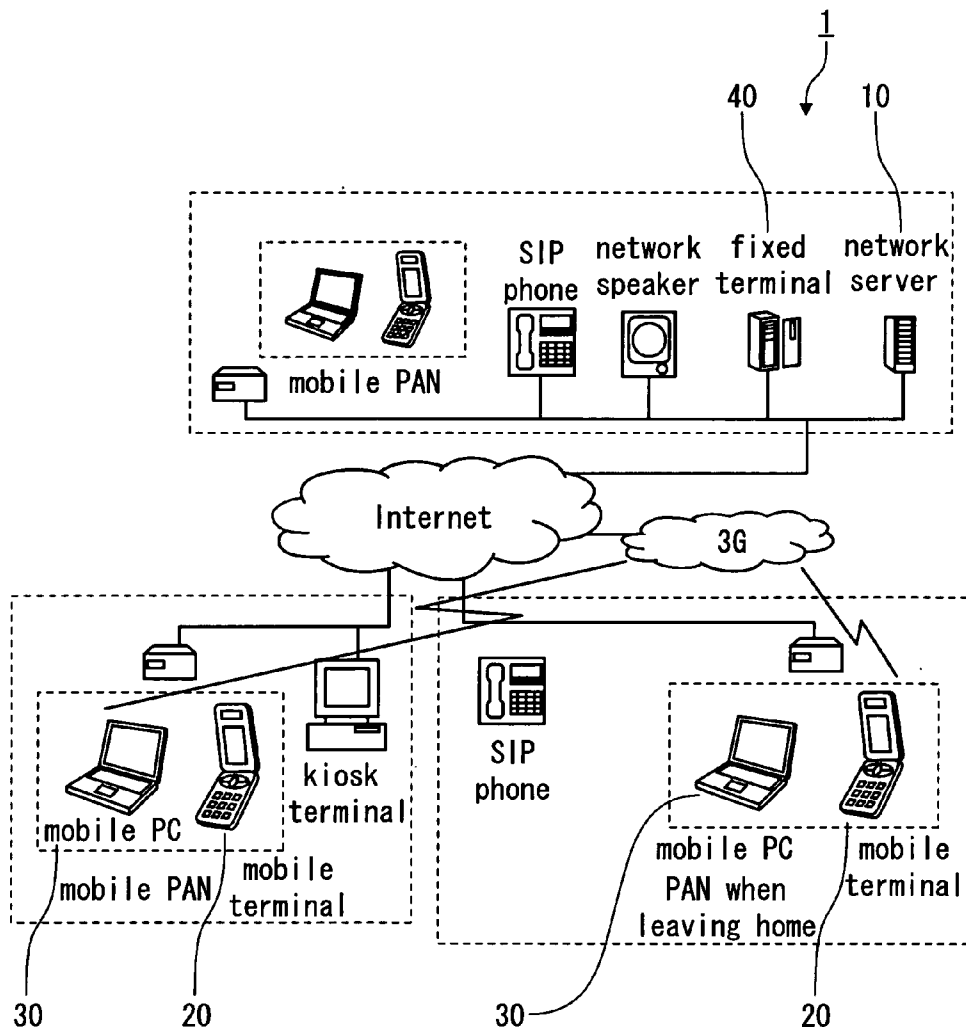 1
40
10
SIP
phone
network
speaker
fixed
terminal
network
server
mobile PAN
Internet
3G
kiosk
terminal
mobile PC
mobile PAN
mobile
terminal
SIP
phone
mobile PC
PAN when
leaving home
mobile
terminal
30
20
30
20